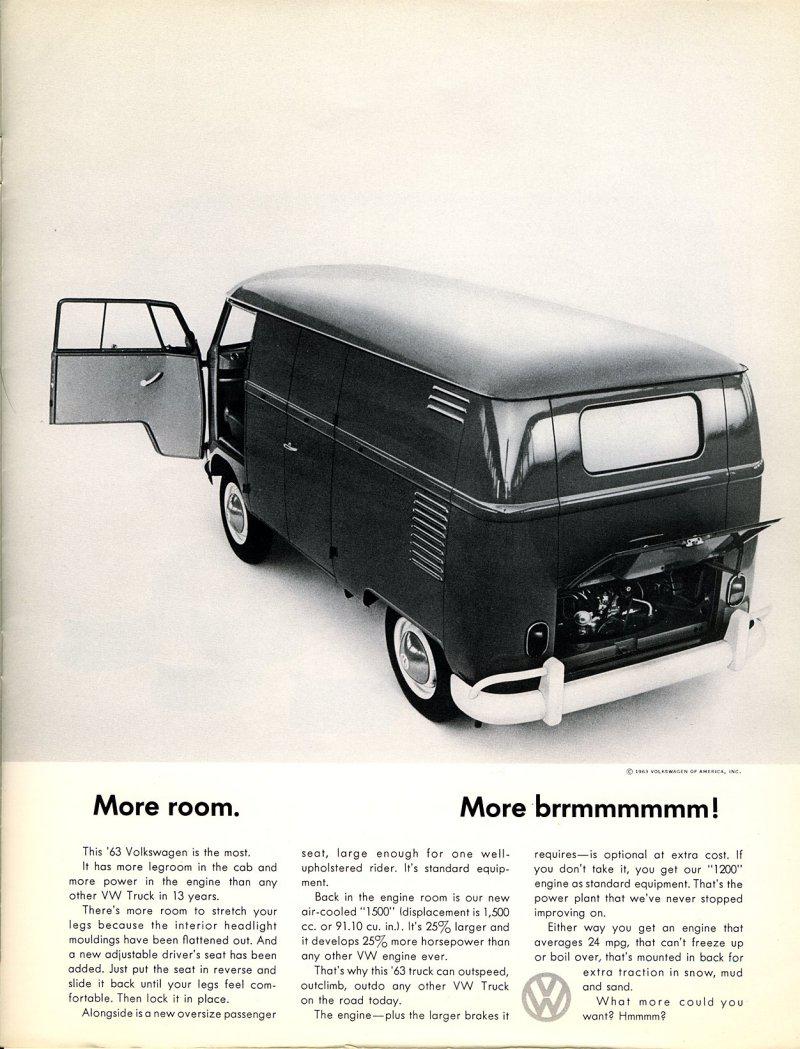 © 1963 VOLKSWAGEN OF AMERICA, INC.
More room.
More brrmmmmmm!
This '63 Volkswagen is the most.
It has more legroom in the cab and
more power in the engine than any
other VW Truck in 13 years.
There's more room to stretch your
legs because the interior headlight
mouldings have been flattened out. And
a new adjustable driver's seat has been
added. Just put the seat in reverse and
slide it back until your legs feel com-
fortable. Then lock it in place.
Alongside is a new oversize passenger
seat, large enough for one well-
upholstered rider. It's standard equip-
ment.
Back in the engine room is our new
air-cooled "1500" (displacement is 1,500
cc. or 91.10 cu. in.). It's 25% larger and
it develops 25% more horsepower than
any other VW engine ever.
That's why this '63 truck can outspeed,
outclimb, outdo any other VW Truck
on the road today.
The engine—plus the larger brakes it
requires—is optional at extra cost. If
you don't take it, you get our "1200"
engine as standard equipment. That's the
power plant that we've never stopped
improving on.
Either way you get an engine that
averages 24 mpg, that can't freeze up
or boil over, that's mounted in back for
extra traction in snow, mud
and sand.
What more could you
want? Hmmmm?
VW